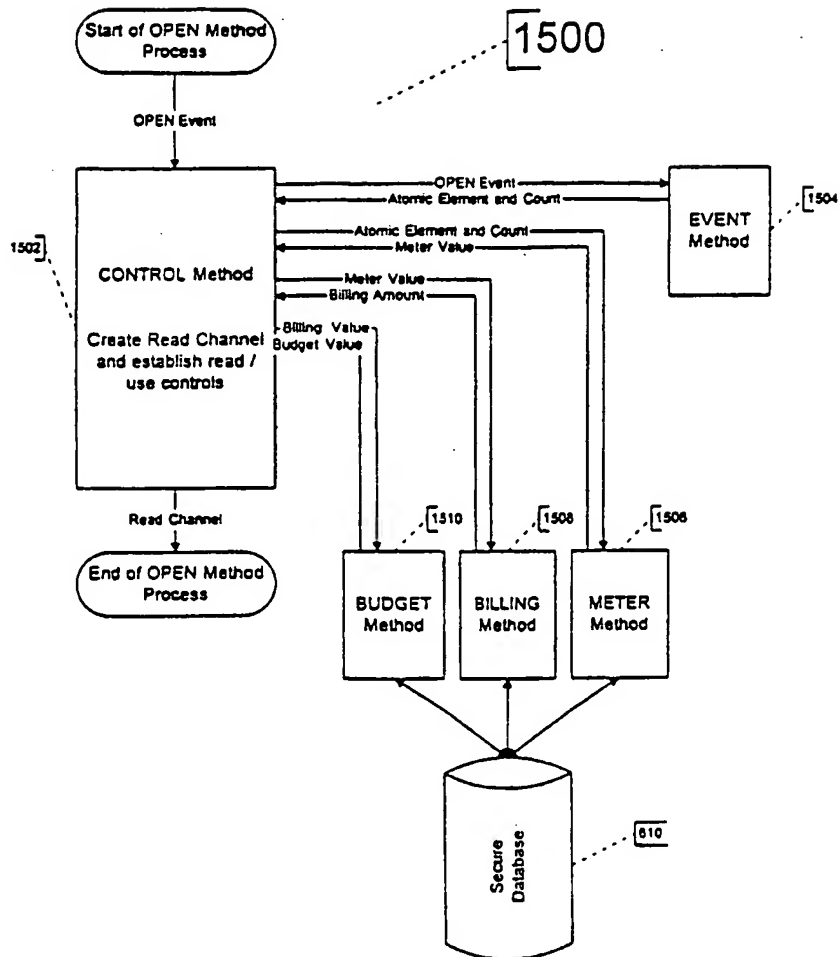 Start of OPEN Method
Process
1500
OPEN Event
OPEN Event
Atomic Element and Count
EVENT
Method
1504
1502
Atomic Element and Count
Meter Value
CONTROL Method
Meter Value
Billing Amount
Create Read Channel
and establish read /
use controls
Billing Value
Budget Value
Read Channel
1510
1508
1506
End of OPEN Method
Process
BUDGET
Method
BILLING
Method
METER
Method
Secure
Database
610